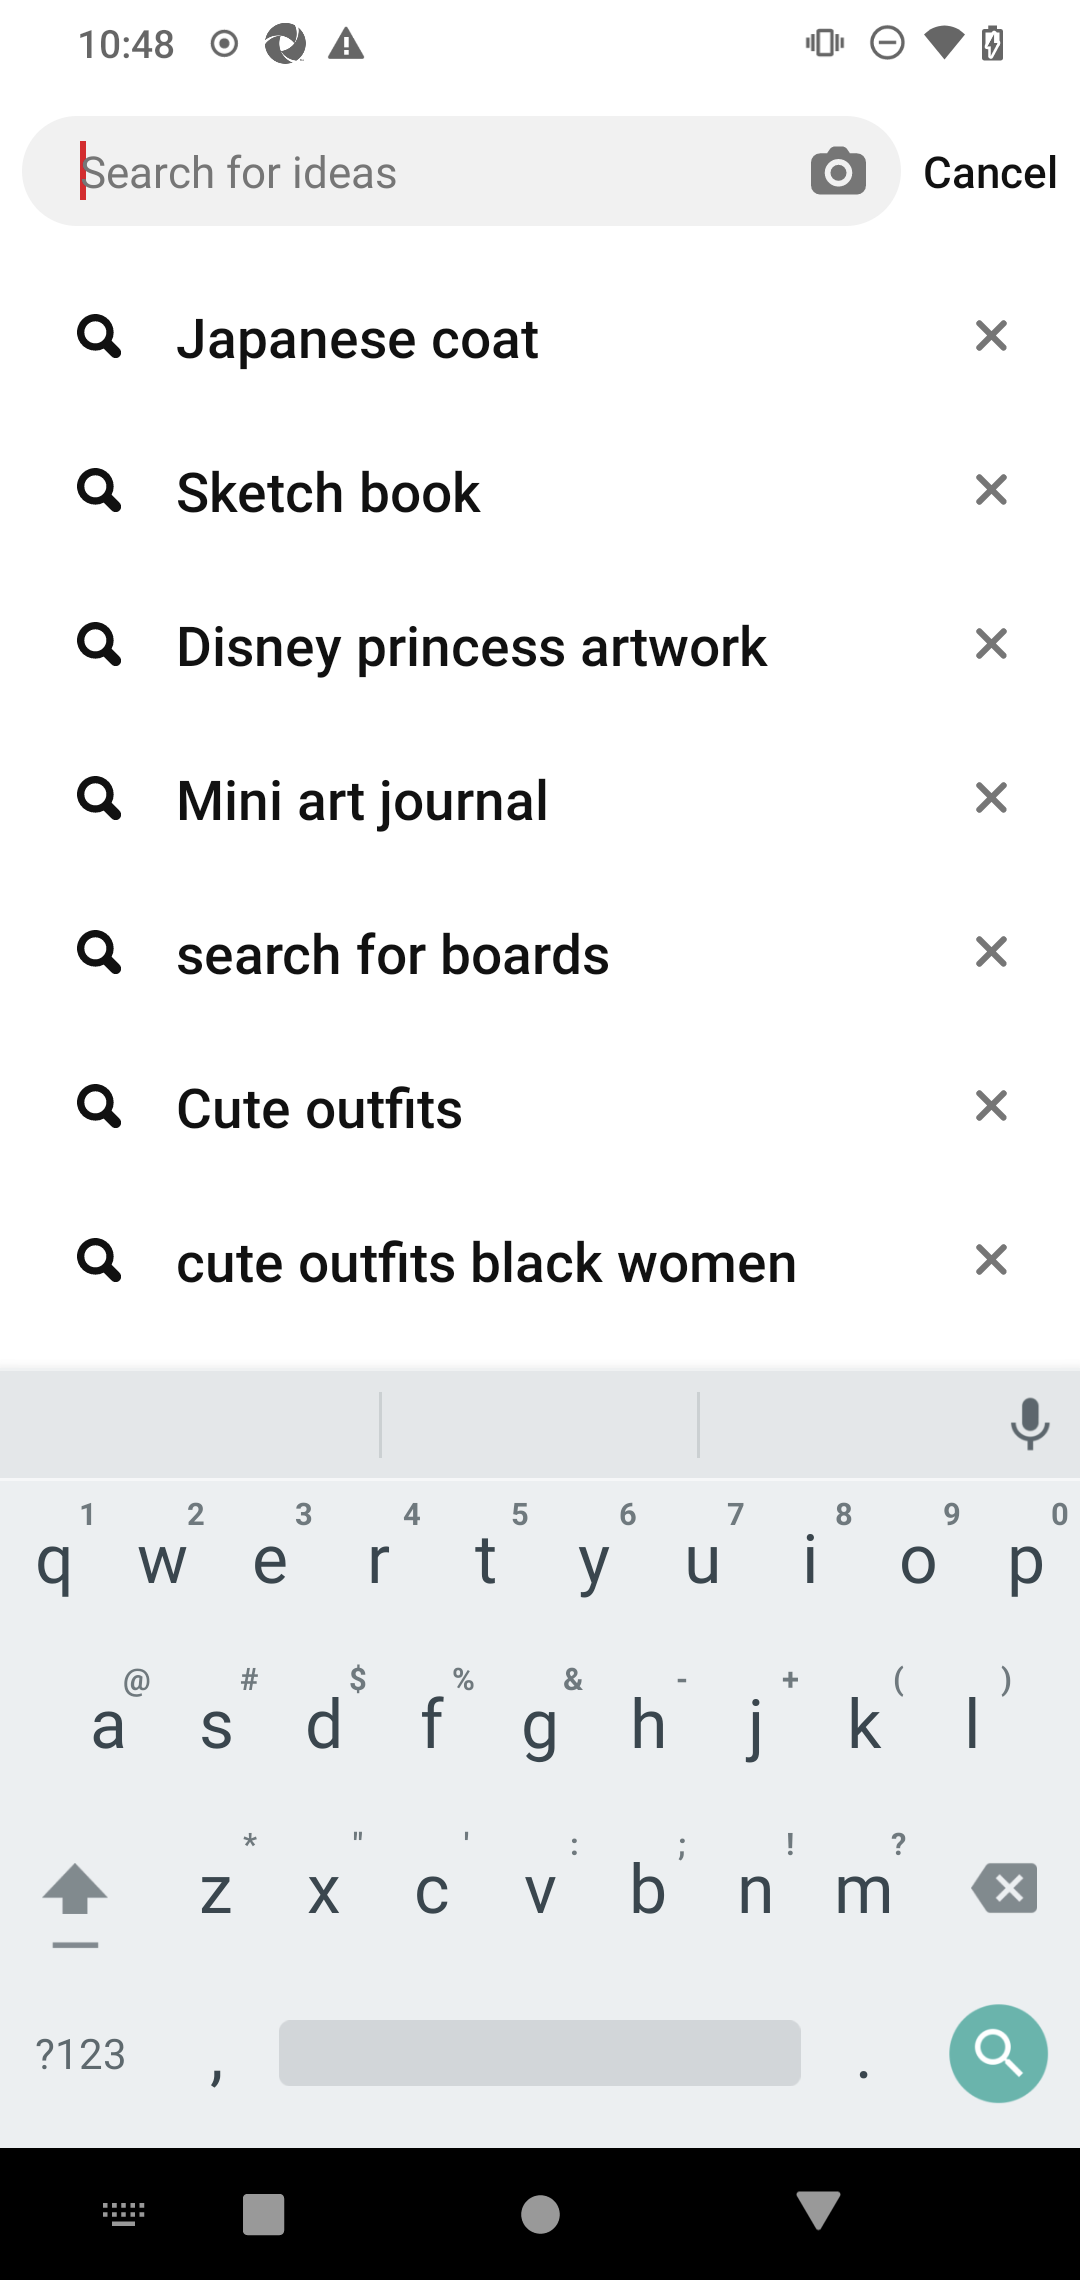 10:48
Search for ideas
Cancel
Japanese coat
Sketch book
Disney princess artwork
Mini art journal
search for boards
Cute outfits
cute outfits black women
1 2 3 4 5 6 7 8 9 0
q w e r t y u i o p
@ # $ % & - + ( )
a s d f g h j k l
* " ' : ; ! ?
z x c v b n m
?123 , .